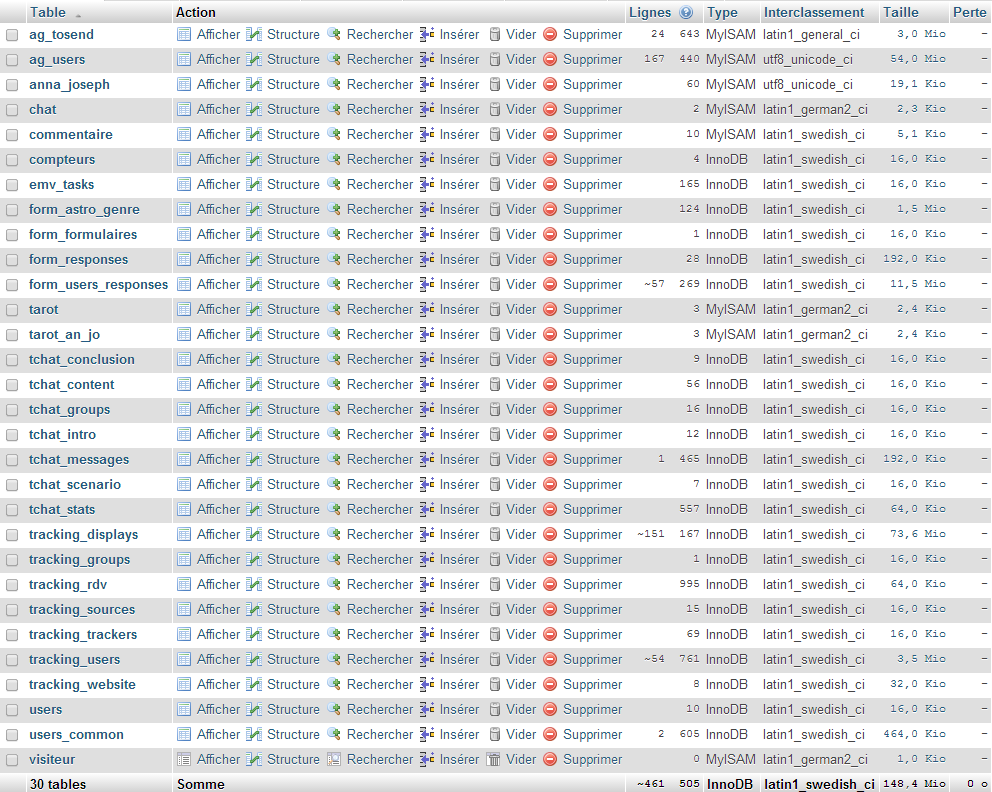 Table Action Lignes Type Interclassement Taille Perte
ag_tosend Afficher Structure Rechercher Insérer Vider Supprimer 24 643 MyISAM latin1_general_ci 3,0 Mio -
ag_users Afficher Structure Rechercher Insérer Vider Supprimer 167 440 MyISAM utf8_unicode_ci 54,0 Mio -
anna_joseph Afficher Structure Rechercher Insérer Vider Supprimer 60 MyISAM utf8_unicode_ci 19,1 Kio -
chat Afficher Structure Rechercher Insérer Vider Supprimer 2 MyISAM latin1_german2_ci 2,3 Kio -
commentaire Afficher Structure Rechercher Insérer Vider Supprimer 10 MyISAM latin1_swedish_ci 5,1 Kio -
compteurs Afficher Structure Rechercher Insérer Vider Supprimer 4 InnoDB latin1_swedish_ci 16,0 Kio -
emv_tasks Afficher Structure Rechercher Insérer Vider Supprimer 165 InnoDB latin1_swedish_ci 16,0 Kio -
form_astro_genre Afficher Structure Rechercher Insérer Vider Supprimer 124 InnoDB latin1_swedish_ci 1,5 Mio -
form_formulaires Afficher Structure Rechercher Insérer Vider Supprimer 1 InnoDB latin1_swedish_ci 16,0 Kio -
form_responses Afficher Structure Rechercher Insérer Vider Supprimer 28 InnoDB latin1_swedish_ci 192,0 Kio -
form_users_responses Afficher Structure Rechercher Insérer Vider Supprimer ~57 269 InnoDB latin1_swedish_ci 11,5 Mio -
tarot Afficher Structure Rechercher Insérer Vider Supprimer 3 MyISAM latin1_german2_ci 2,4 Kio -
tarot_an_jo Afficher Structure Rechercher Insérer Vider Supprimer 3 MyISAM latin1_german2_ci 2,4 Kio -
tchat_conclusion Afficher Structure Rechercher Insérer Vider Supprimer 9 InnoDB latin1_swedish_ci 16,0 Kio -
tchat_content Afficher Structure Rechercher Insérer Vider Supprimer 56 InnoDB latin1_swedish_ci 16,0 Kio -
tchat_groups Afficher Structure Rechercher Insérer Vider Supprimer 16 InnoDB latin1_swedish_ci 16,0 Kio -
tchat_intro Afficher Structure Rechercher Insérer Vider Supprimer 12 InnoDB latin1_swedish_ci 16,0 Kio -
tchat_messages Afficher Structure Rechercher Insérer Vider Supprimer 1 465 InnoDB latin1_swedish_ci 192,0 Kio -
tchat_scenario Afficher Structure Rechercher Insérer Vider Supprimer 7 InnoDB latin1_swedish_ci 16,0 Kio -
tchat_stats Afficher Structure Rechercher Insérer Vider Supprimer 557 InnoDB latin1_swedish_ci 64,0 Kio -
tracking_displays Afficher Structure Rechercher Insérer Vider Supprimer ~151 167 InnoDB latin1_swedish_ci 73,6 Mio -
tracking_groups Afficher Structure Rechercher Insérer Vider Supprimer 1 InnoDB latin1_swedish_ci 16,0 Kio -
tracking_rdv Afficher Structure Rechercher Insérer Vider Supprimer 995 InnoDB latin1_swedish_ci 64,0 Kio -
tracking_sources Afficher Structure Rechercher Insérer Vider Supprimer 15 InnoDB latin1_swedish_ci 16,0 Kio -
tracking_trackers Afficher Structure Rechercher Insérer Vider Supprimer 69 InnoDB latin1_swedish_ci 16,0 Kio -
tracking_users Afficher Structure Rechercher Insérer Vider Supprimer ~54 761 InnoDB latin1_swedish_ci 3,5 Mio -
tracking_website Afficher Structure Rechercher Insérer Vider Supprimer 8 InnoDB latin1_swedish_ci 32,0 Kio -
users Afficher Structure Rechercher Insérer Vider Supprimer 10 InnoDB latin1_swedish_ci 16,0 Kio -
users_common Afficher Structure Rechercher Insérer Vider Supprimer 2 605 InnoDB latin1_swedish_ci 464,0 Kio -
visiteur Afficher Structure Rechercher Insérer Vider Supprimer 0 MyISAM latin1_german2_ci 1,0 Kio -
30 tables Somme ~461 505 InnoDB latin1_swedish_ci 148,4 Mio 0 o